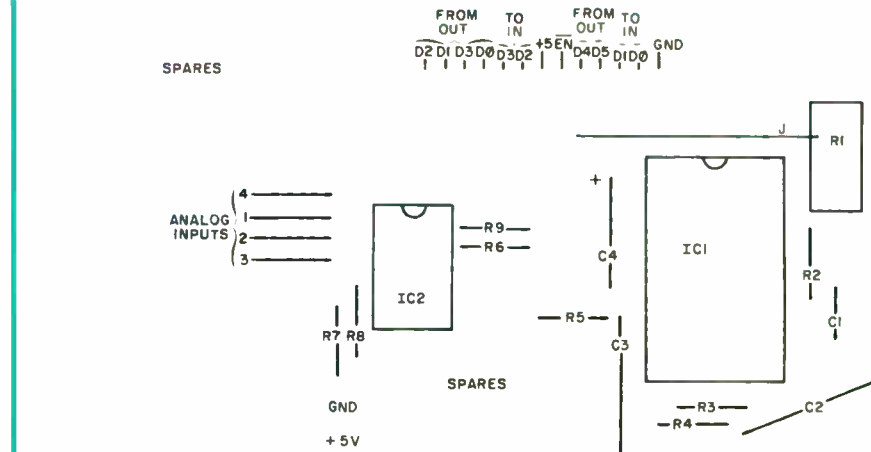 FROM OUT
TO IN
FROM OUT
TO IN
D2 D1 D3 D0 D3 D2 +5 EN D4 D5 D1 D0 GND
SPARES
J
R1
4
ANALOG INPUTS
1
2
3
+
R9
R6
C4
IC1
R2
IC2
R5
C1
R7 R8
C3
SPARES
GND
R3
C2
R4
+5V